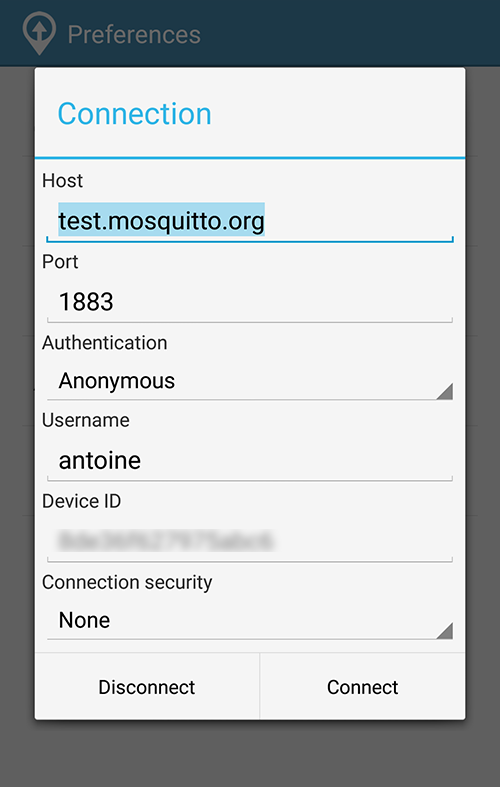 Preferences
Connection
Host
test.mosquitto.org
Port
1883
Authentication
Anonymous
Username
antoine
Device ID
Connection security
None
Disconnect
Connect